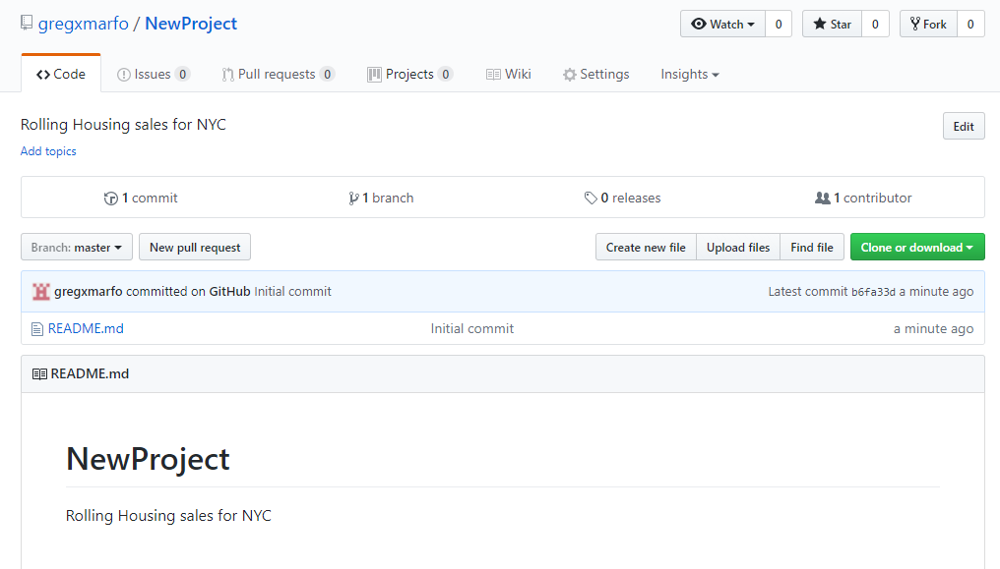 gregxmarfo / NewProject
Watch 0 Star 0 Fork 0
Code Issues 0 Pull requests 0 Projects 0 Wiki Settings Insights
Rolling Housing sales for NYC
Edit
Add topics
1 commit 1 branch 0 releases 1 contributor
Branch: master New pull request Create new file Upload files Find file Clone or download
gregxmarfo committed on GitHub Initial commit Latest commit b6fa33d a minute ago
README.md Initial commit a minute ago
README.md
NewProject
Rolling Housing sales for NYC